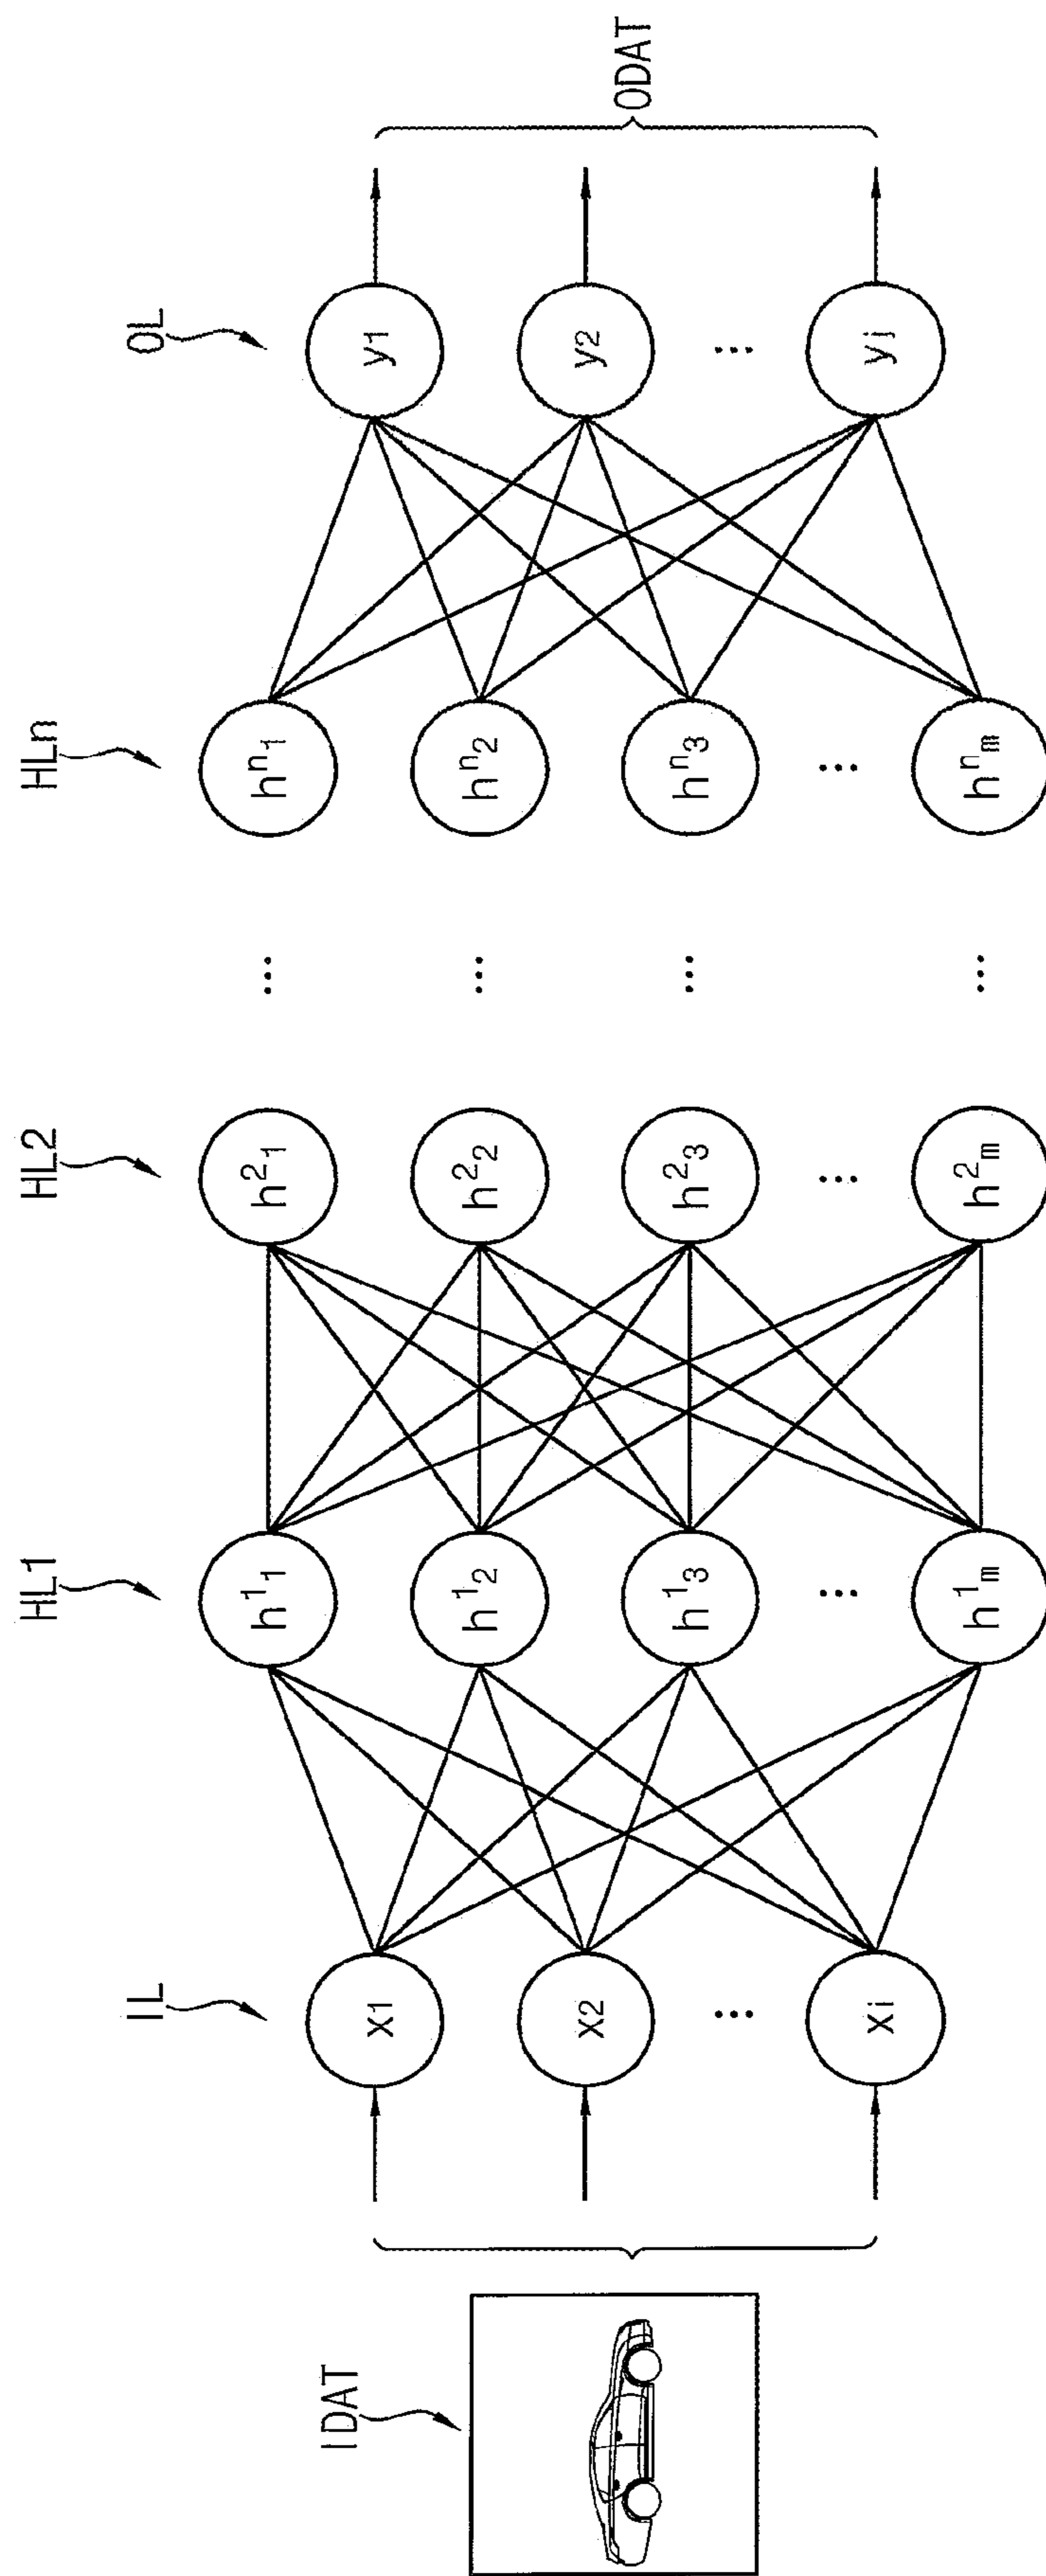 IDAT
IL
x1
x2
⋮
xi
HL1
h¹1
h¹2
h¹3
⋮
h¹m
HL2
h²1
h²2
h²3
⋮
h²m
...
...
...
...
HLn
hⁿ1
hⁿ2
hⁿ3
⋮
hⁿm
OL
y1
y2
⋮
yj
ODAT